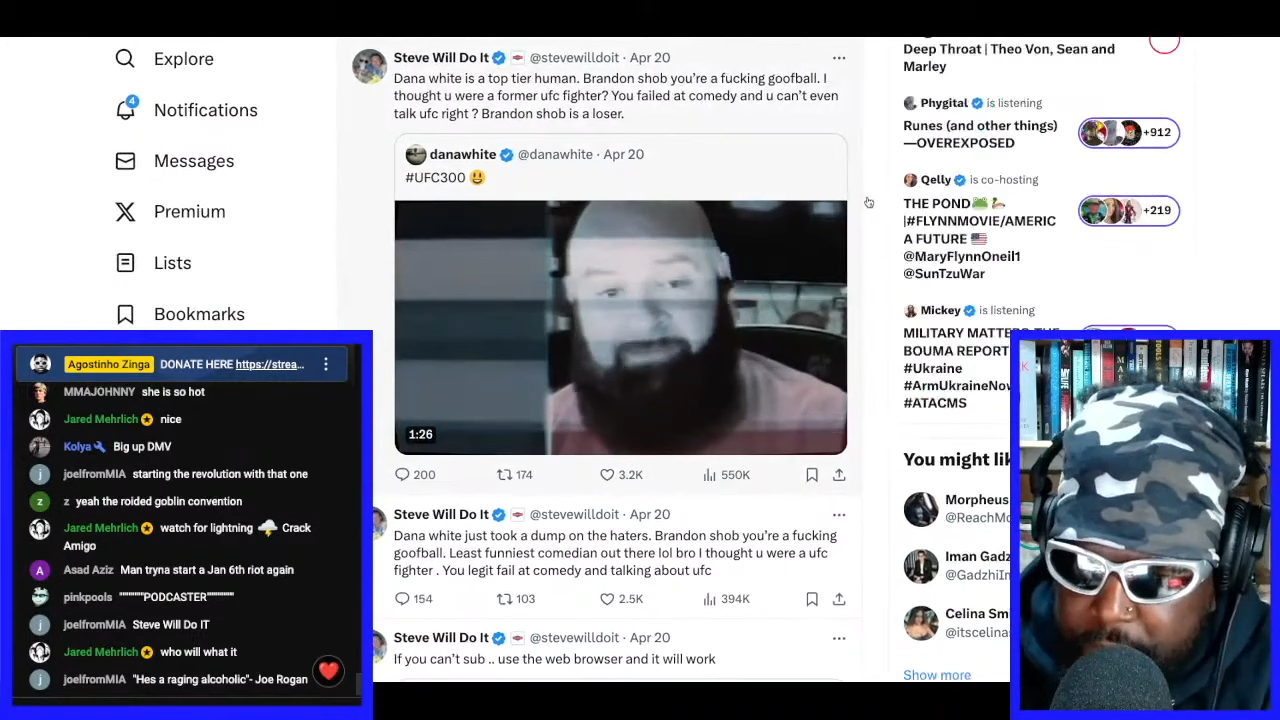 Explore
Notifications
4
Messages
Premium
Lists
Bookmarks
Steve Will Do It @stevewilldoit · Apr 20
Dana white is a top tier human. Brandon shob you're a fucking goofball. I
thought u were a former ufc fighter? You failed at comedy and u can't even
talk ufc right ? Brandon shob is a loser.
danawhite @danawhite · Apr 20
#UFC300 😃
1:26
200 174 3.2K 550K
Steve Will Do It @stevewilldoit · Apr 20
Dana white just took a dump on the haters. Brandon shob you're a fucking
goofball. Least funniest comedian out there lol bro I thought u were a ufc
fighter . You legit fail at comedy and talking about ufc
154 103 2.5K 394K
Steve Will Do It @stevewilldoit · Apr 20
If you can't sub .. use the web browser and it will work
Deep Throat | Theo Von, Sean and
Marley
Phygital is listening
Runes (and other things)
—OVEREXPOSED
+912
Qelly is co-hosting
THE POND🐸🦆
|#FLYNNMOVIE/AMERIC
A FUTURE 🇺🇸
@MaryFlynnOneil1
@SunTzuWar
+219
Mickey is listening
MILITARY MATTERS
BOUMA REPORT
#Ukraine
#ArmUkraineNow
#ATACMS
You might lik
Morpheus
@ReachMo
Iman Gadz
@GadzhiIm
Celina Smi
@itscelina
Show more
Agostinho Zinga DONATE HERE https://strea...
MMAJOHNNY she is so hot
Jared Mehrlich nice
Kolya Big up DMV
joelfromMIA starting the revolution with that one
z yeah the roided goblin convention
Jared Mehrlich watch for lightning 🌩️ Crack
Amigo
Asad Aziz Man tryna start a Jan 6th riot again
pinkpools """""""PODCASTER"""""""
joelfromMIA Steve Will Do IT
Jared Mehrlich who will what it
joelfromMIA "Hes a raging alcoholic"- Joe Rogan